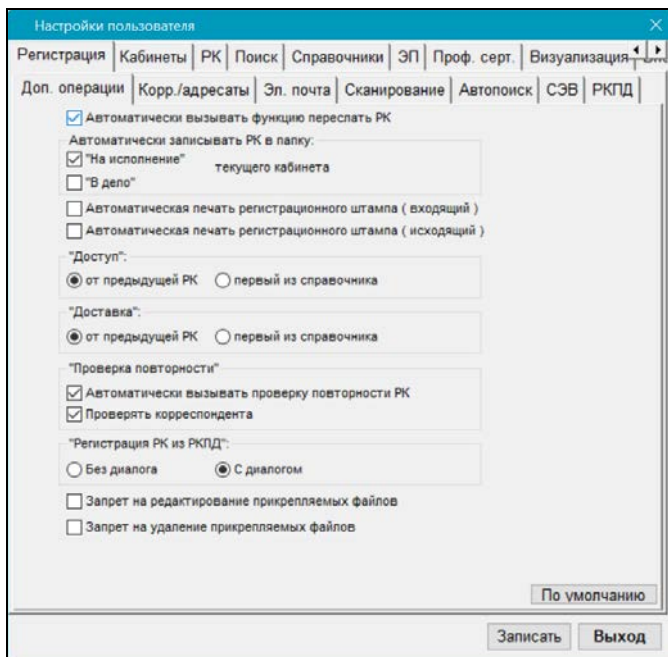 Настройки пользователя
Регистрация Кабинеты РК Поиск Справочники ЭП Проф. серт. Визуализация
Доп. операции Корр./адресаты Эл. почта Сканирование Автопоиск СЭВ РКПД
Автоматически вызывать функцию переслать РК
Автоматически записывать РК в папку:
"На исполнение" текущего кабинета
"В дело"
Автоматическая печать регистрационного штампа ( входящий )
Автоматическая печать регистрационного штампа ( исходящий )
"Доступ":
от предыдущей РК первый из справочника
"Доставка":
от предыдущей РК первый из справочника
"Проверка повторности"
Автоматически вызывать проверку повторности РК
Проверять корреспондента
"Регистрация РК из РКПД":
Без диалога С диалогом
Запрет на редактирование прикрепляемых файлов
Запрет на удаление прикрепляемых файлов
По умолчанию
Записать Выход